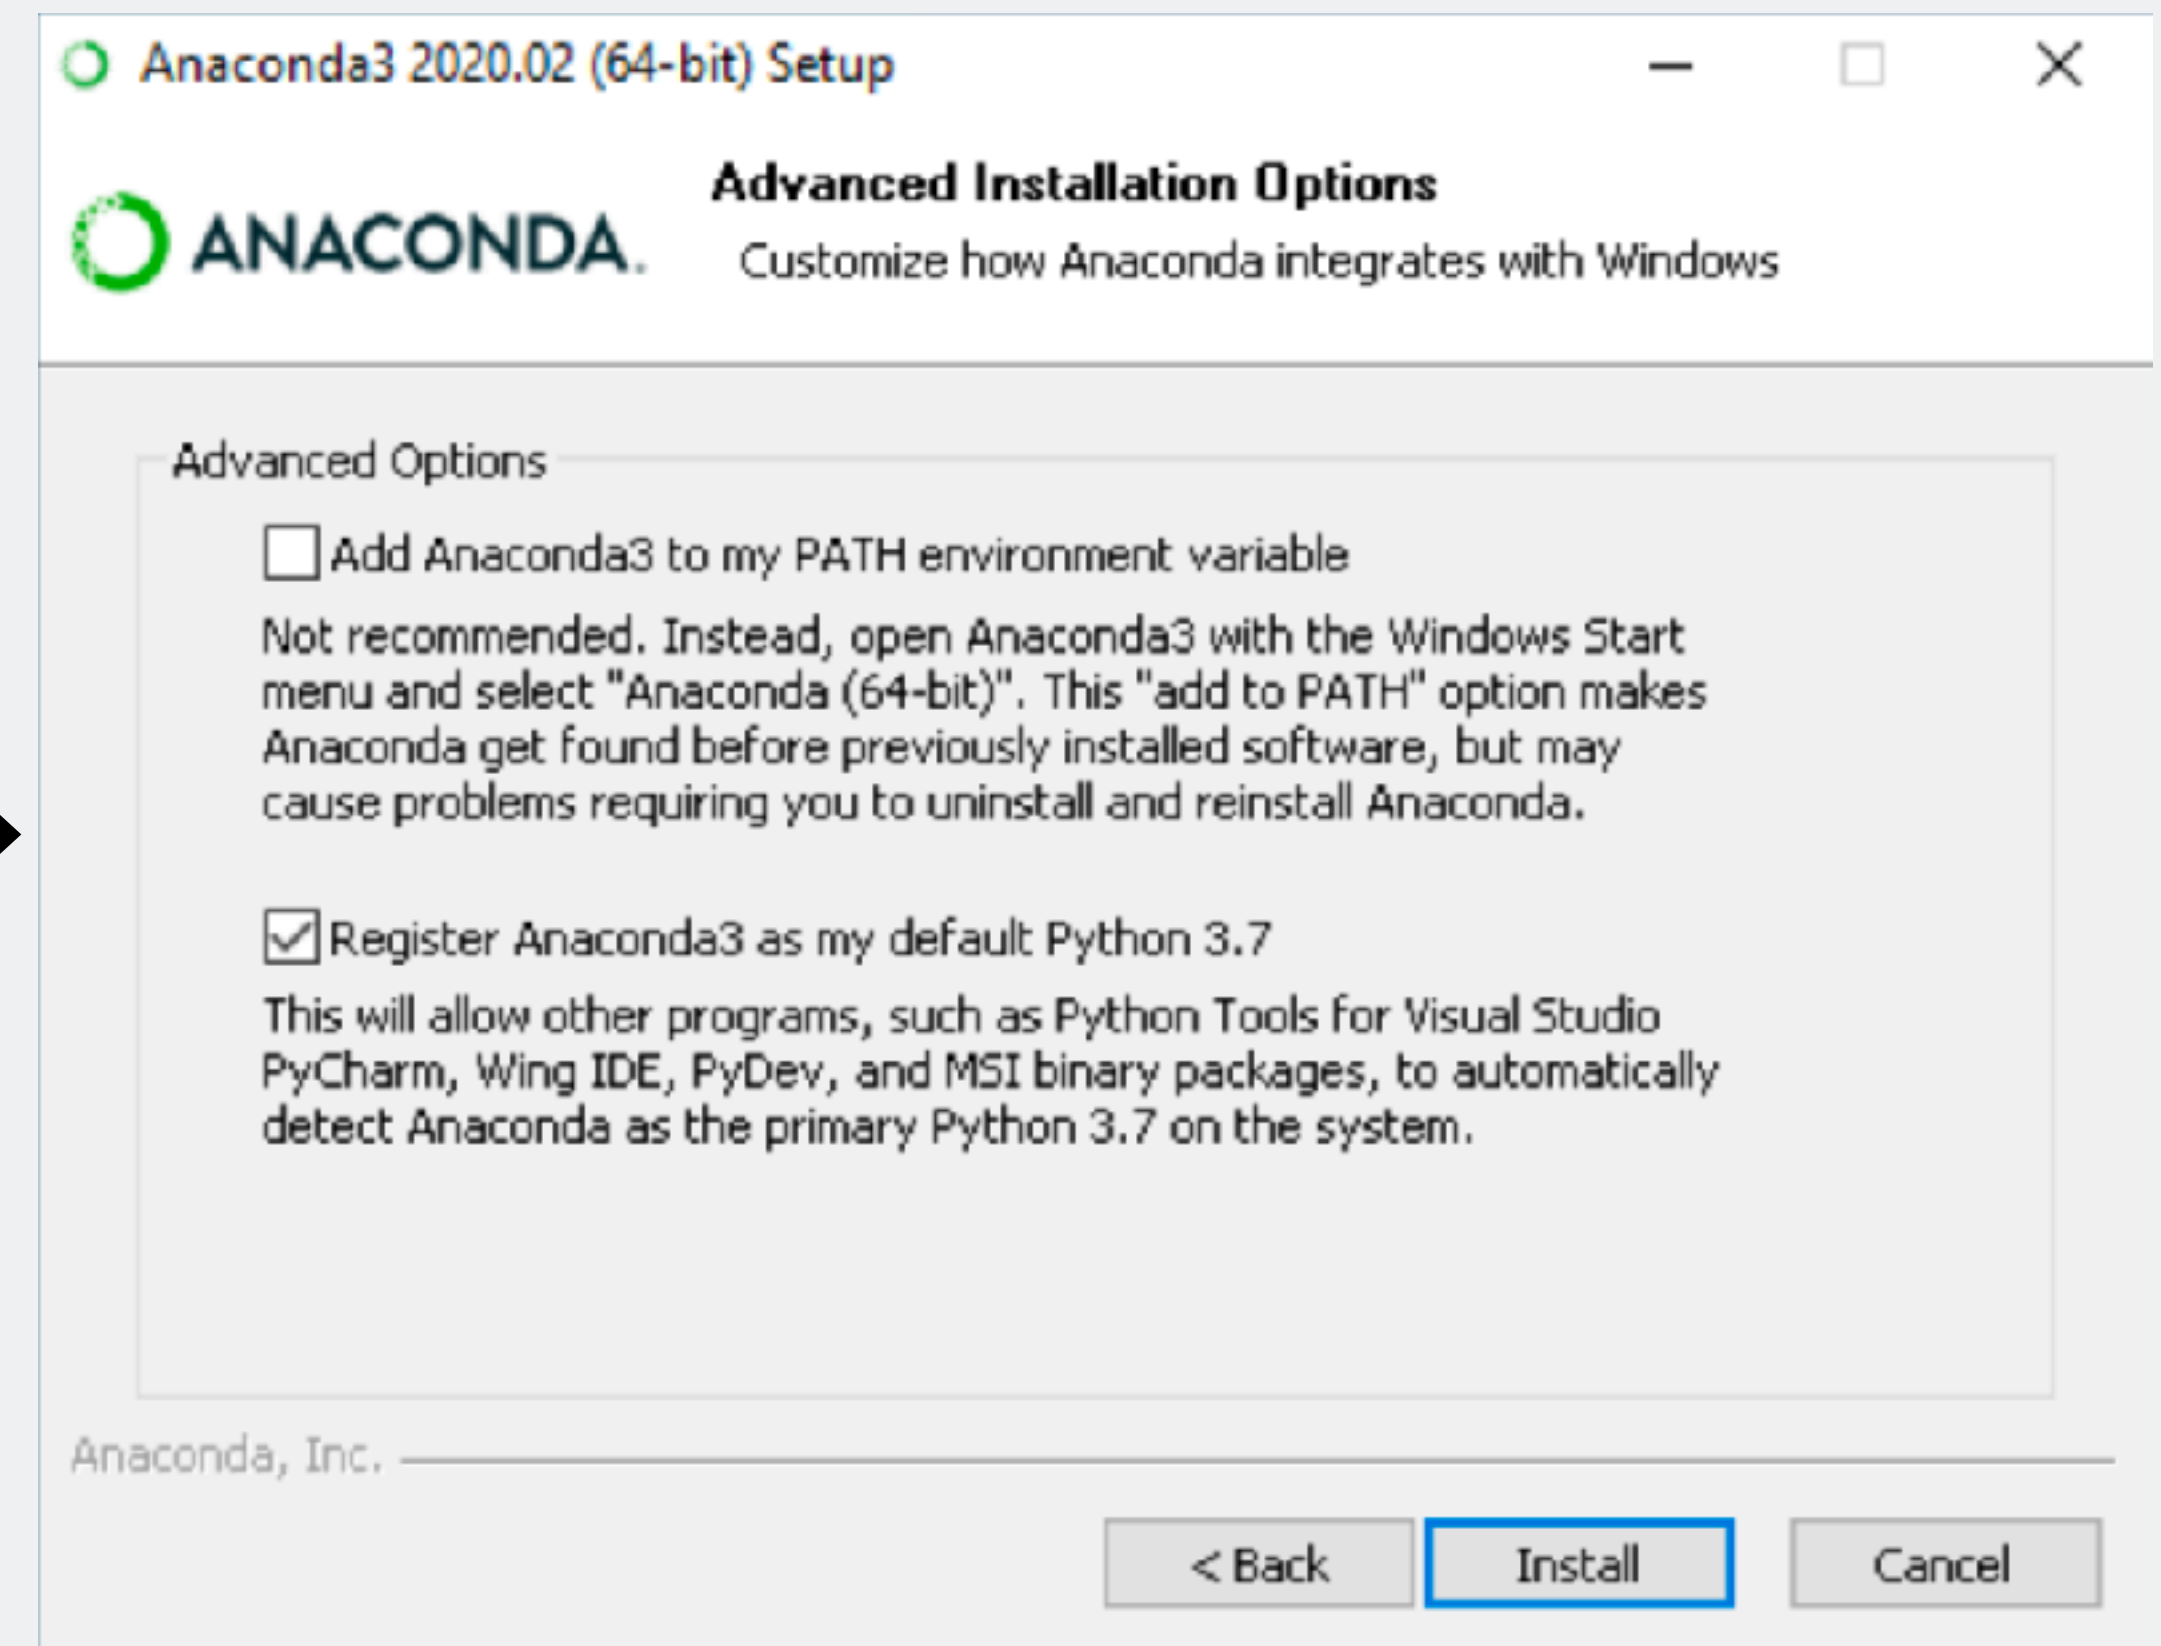 Anaconda3 2020.02 (64-bit) Setup
ANACONDA.
Advanced Installation Options
Customize how Anaconda integrates with Windows
Advanced Options
Add Anaconda3 to my PATH environment variable
Not recommended. Instead, open Anaconda3 with the Windows Start
menu and select "Anaconda (64-bit)". This "add to PATH" option makes
Anaconda get found before previously installed software, but may
cause problems requiring you to uninstall and reinstall Anaconda.
Register Anaconda3 as my default Python 3.7
This will allow other programs, such as Python Tools for Visual Studio
PyCharm, Wing IDE, PyDev, and MSI binary packages, to automatically
detect Anaconda as the primary Python 3.7 on the system.
Anaconda, Inc.
< Back
Install
Cancel